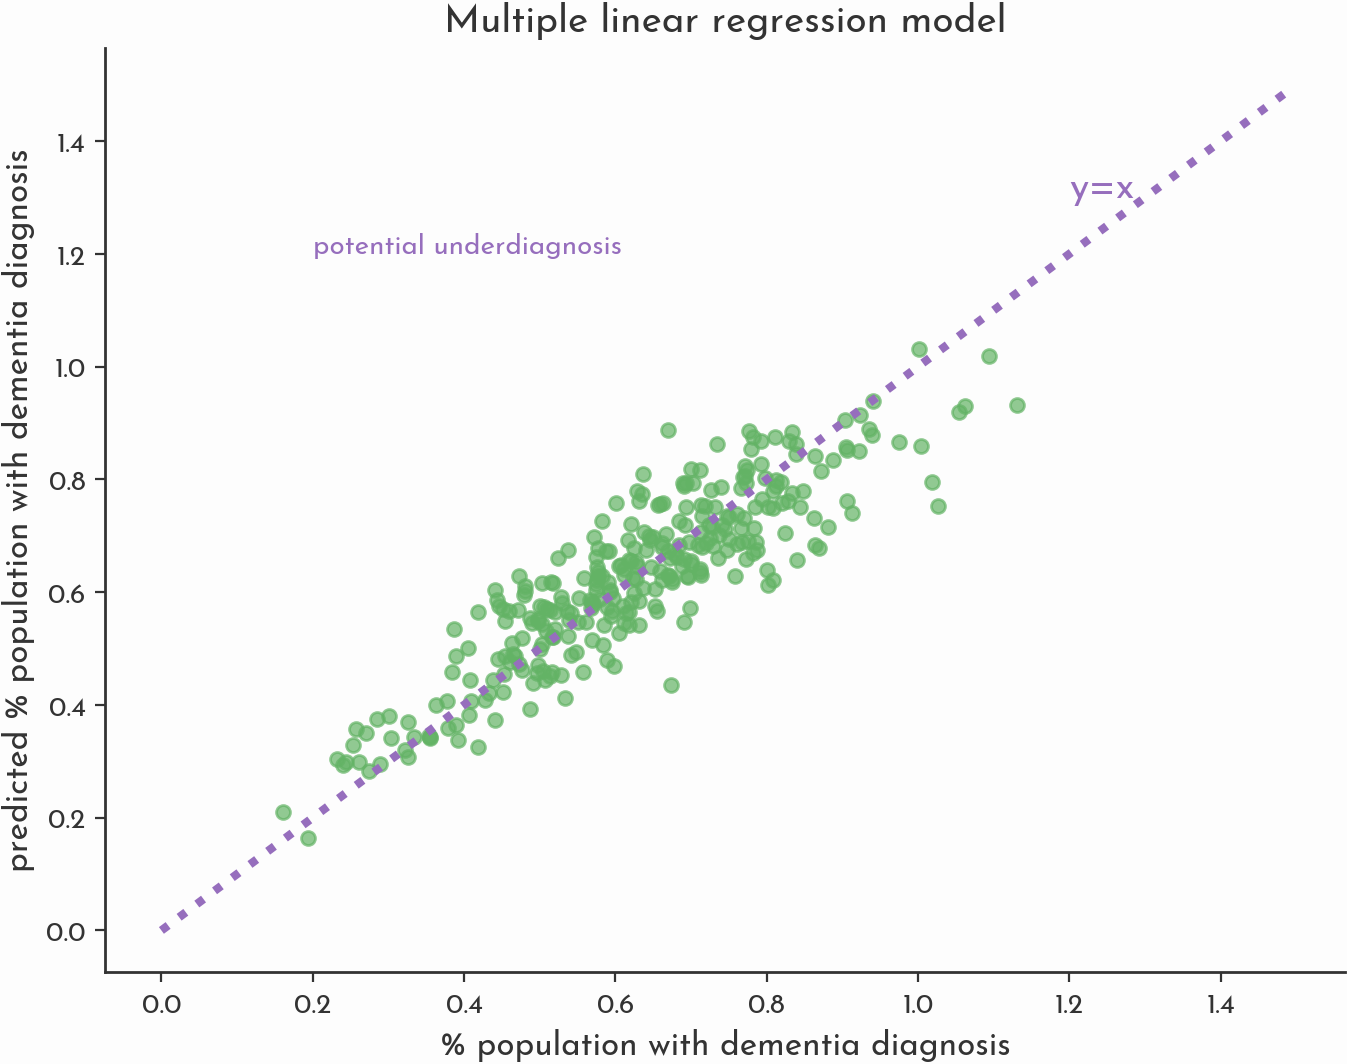 Multiple linear regression model
predicted % population with dementia diagnosis
1.4
1.2
1.0
0.8
0.6
0.4
0.2
0.0
y=x
potential underdiagnosis
0.0 0.2 0.4 0.6 0.8 1.0 1.2 1.4
% population with dementia diagnosis